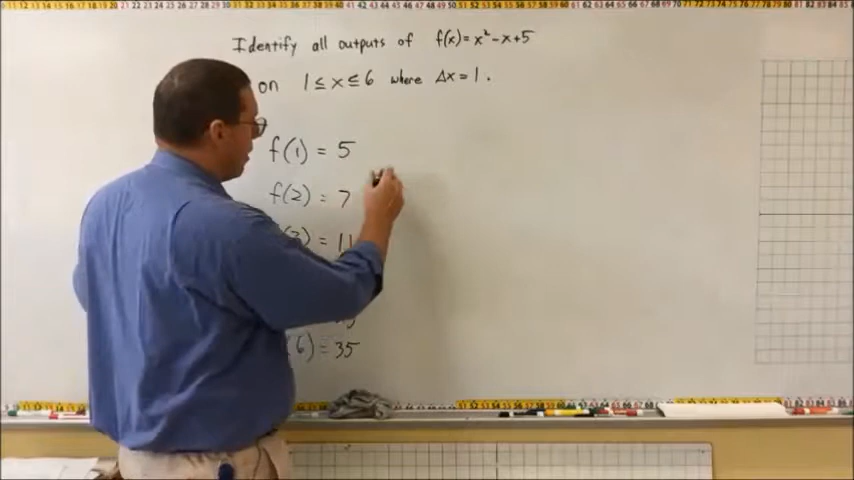 Identify all outputs of f(x)=x²-x+5
on 1≤x≤6 where Δx=1.
f(1) = 5
f(2) = 7
= 11
(6) = 35